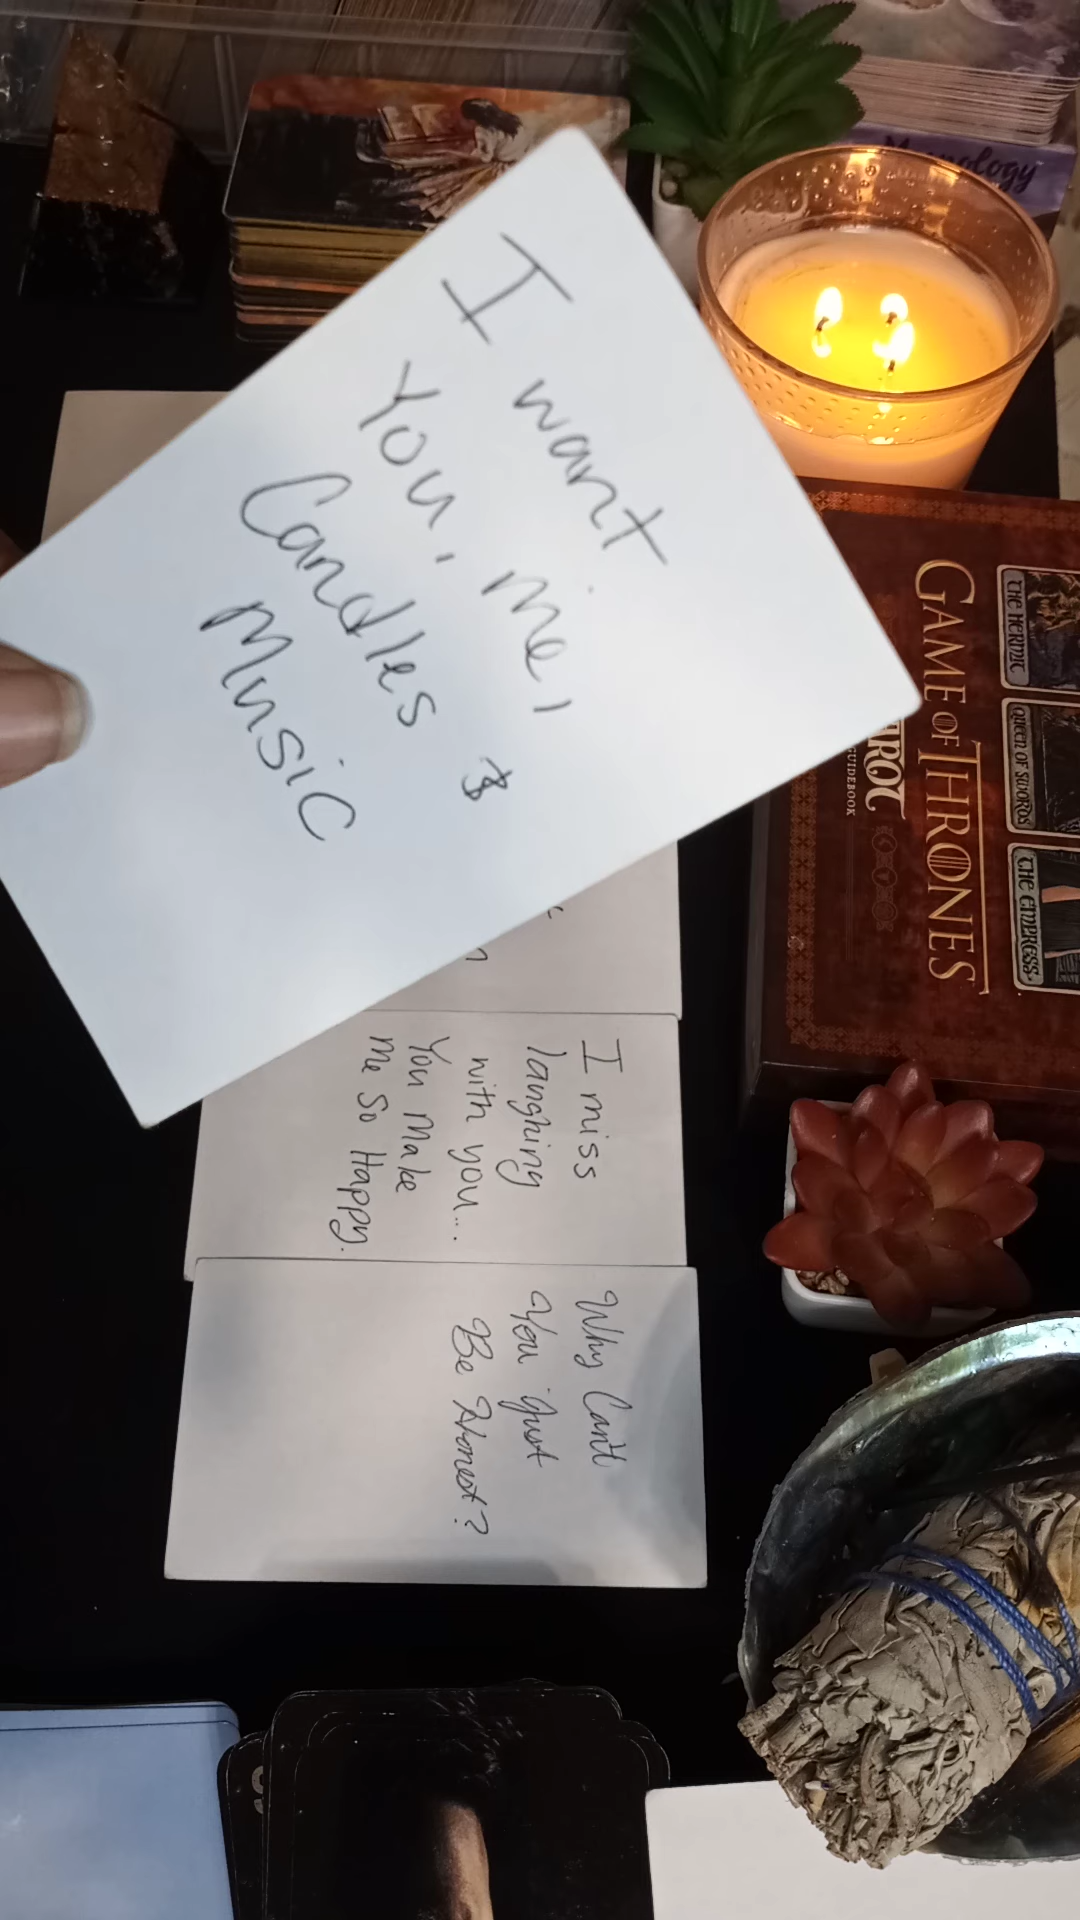 I want
You, me,
Candles &
Music
I miss
laughing
with you...
You Make
me So Happy.
Why Can't
You just
Be Honest?
GAME OF THRONES
GUIDEBOOK
THE HERMIT
QUEEN OF SWORDS
THE EMPRESS